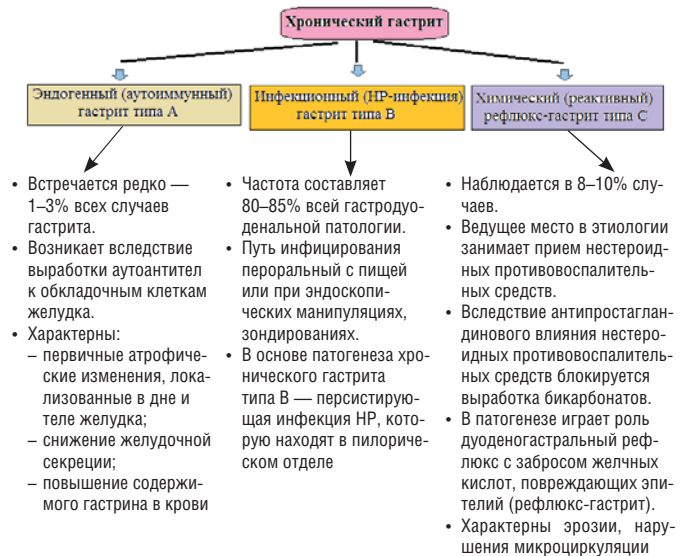 Хронический гастрит
Эндогенный (аутоиммунный)
гастрит типа А
Инфекционный (НР-инфекция)
гастрит типа В
Химический (реактивный)
рефлюкс-гастрит типа С
• Встречается редко —
1–3% всех случаев
гастрита.
• Возникает вследствие
выработки аутоантител
к обкладочным клеткам
желудка.
• Характерны:
– первичные атрофиче-
ские изменения, лока-
лизованные в дне и
теле желудка;
– снижение желудочной
секреции;
– повышение содержи-
мого гастрина в крови
• Частота составляет
80–85% всей гастродуо-
денальной патологии.
• Путь инфицирования
пероральный с пищей
или при эндоскопи-
ческих манипуляциях,
зондированиях.
• В основе патогенеза хро-
нического гастрита
типа В — персистирую-
щая инфекция НР, кото-
рую находят в пилориче-
ском отделе
• Наблюдается в 8–10% слу-
чаев.
• Ведущее место в этиологии
занимает прием нестероид-
ных противовоспалитель-
ных средств.
• Вследствие антипростаглан-
динового влияния нестеро-
идных противовоспалитель-
ных средств блокируется
выработка бикарбонатов.
• В патогенезе играет роль
дуоденогастральный реф-
люкс с забросом желчных
кислот, повреждающих эпи-
телий (рефлюкс-гастрит).
• Характерны эрозии, нару-
шения микроциркуляции